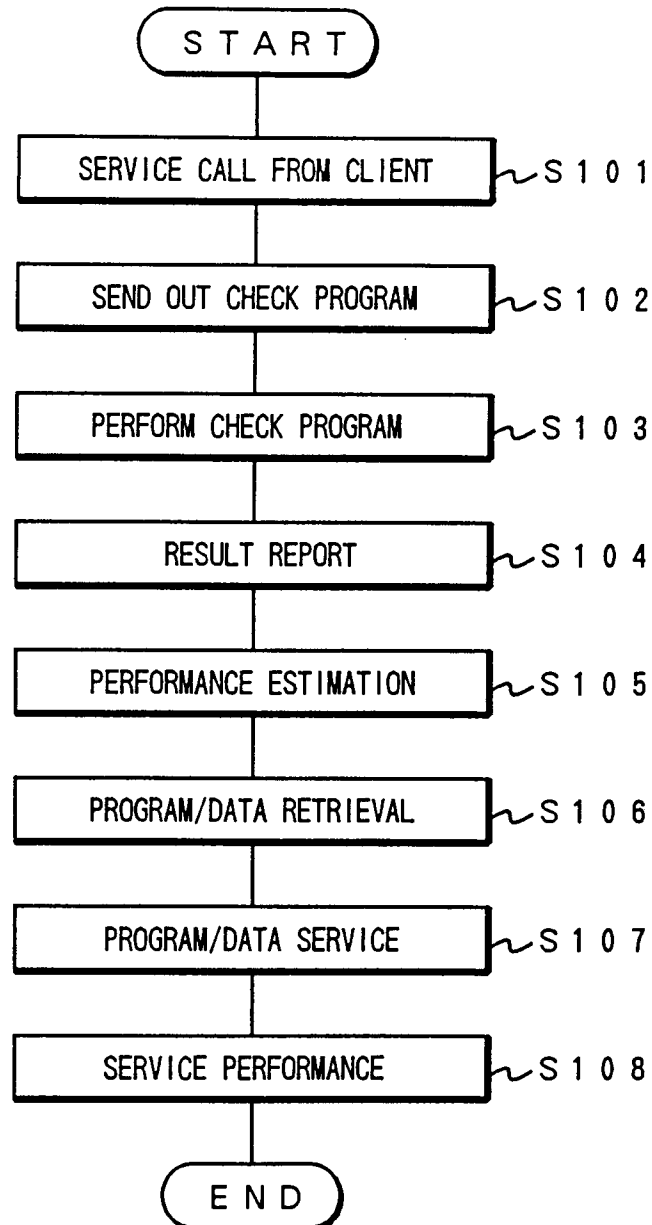 START
SERVICE CALL FROM CLIENT S101
SEND OUT CHECK PROGRAM S102
PERFORM CHECK PROGRAM S103
RESULT REPORT S104
PERFORMANCE ESTIMATION S105
PROGRAM/DATA RETRIEVAL S106
PROGRAM/DATA SERVICE S107
SERVICE PERFORMANCE S108
END